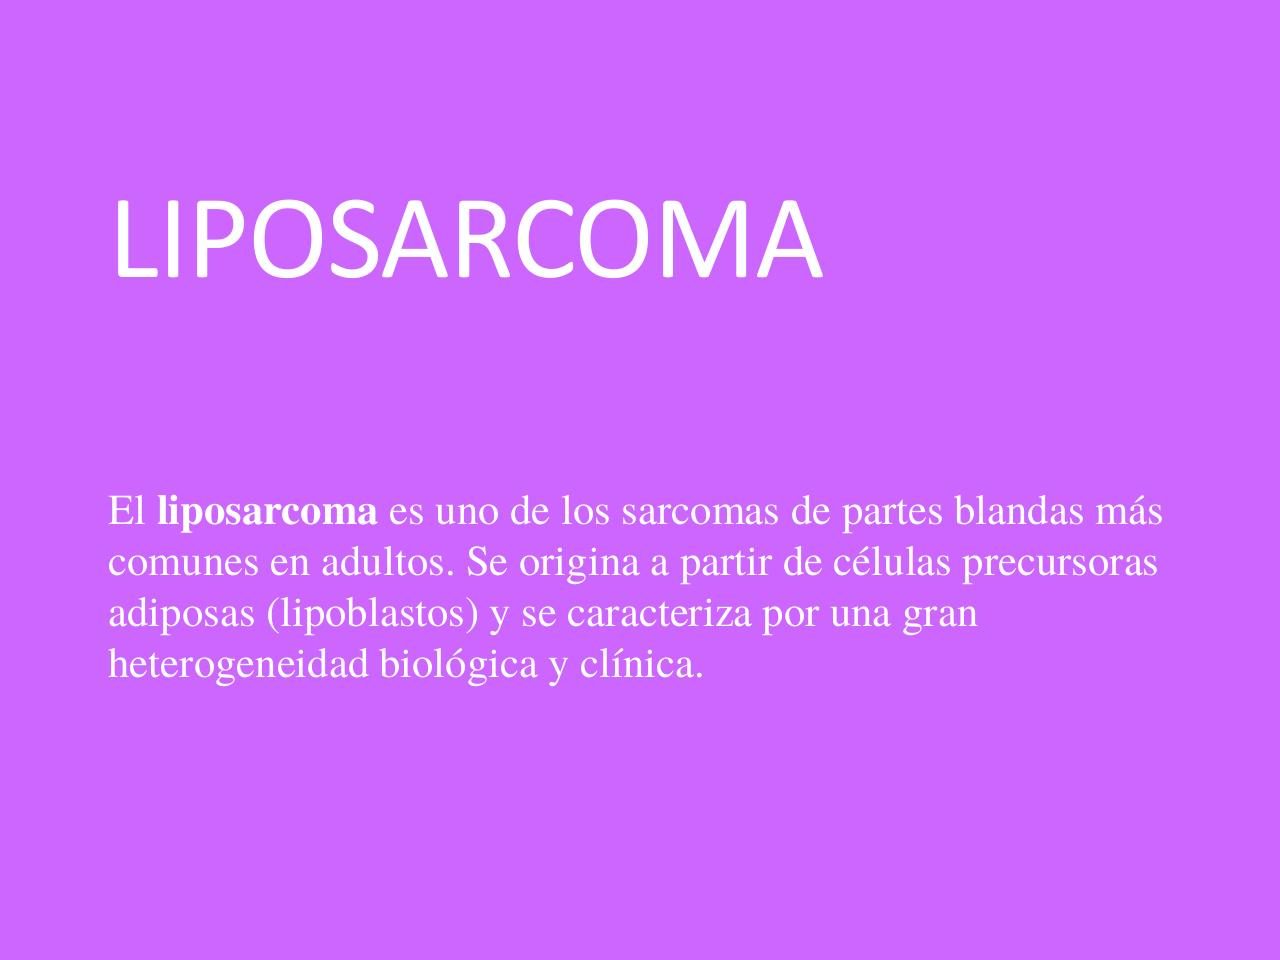 LIPOSARCOMA
El liposarcoma es uno de los sarcomas de partes blandas más
comunes en adultos. Se origina a partir de células precursoras
adiposas (lipoblastos) y se caracteriza por una gran
heterogeneidad biológica y clínica.